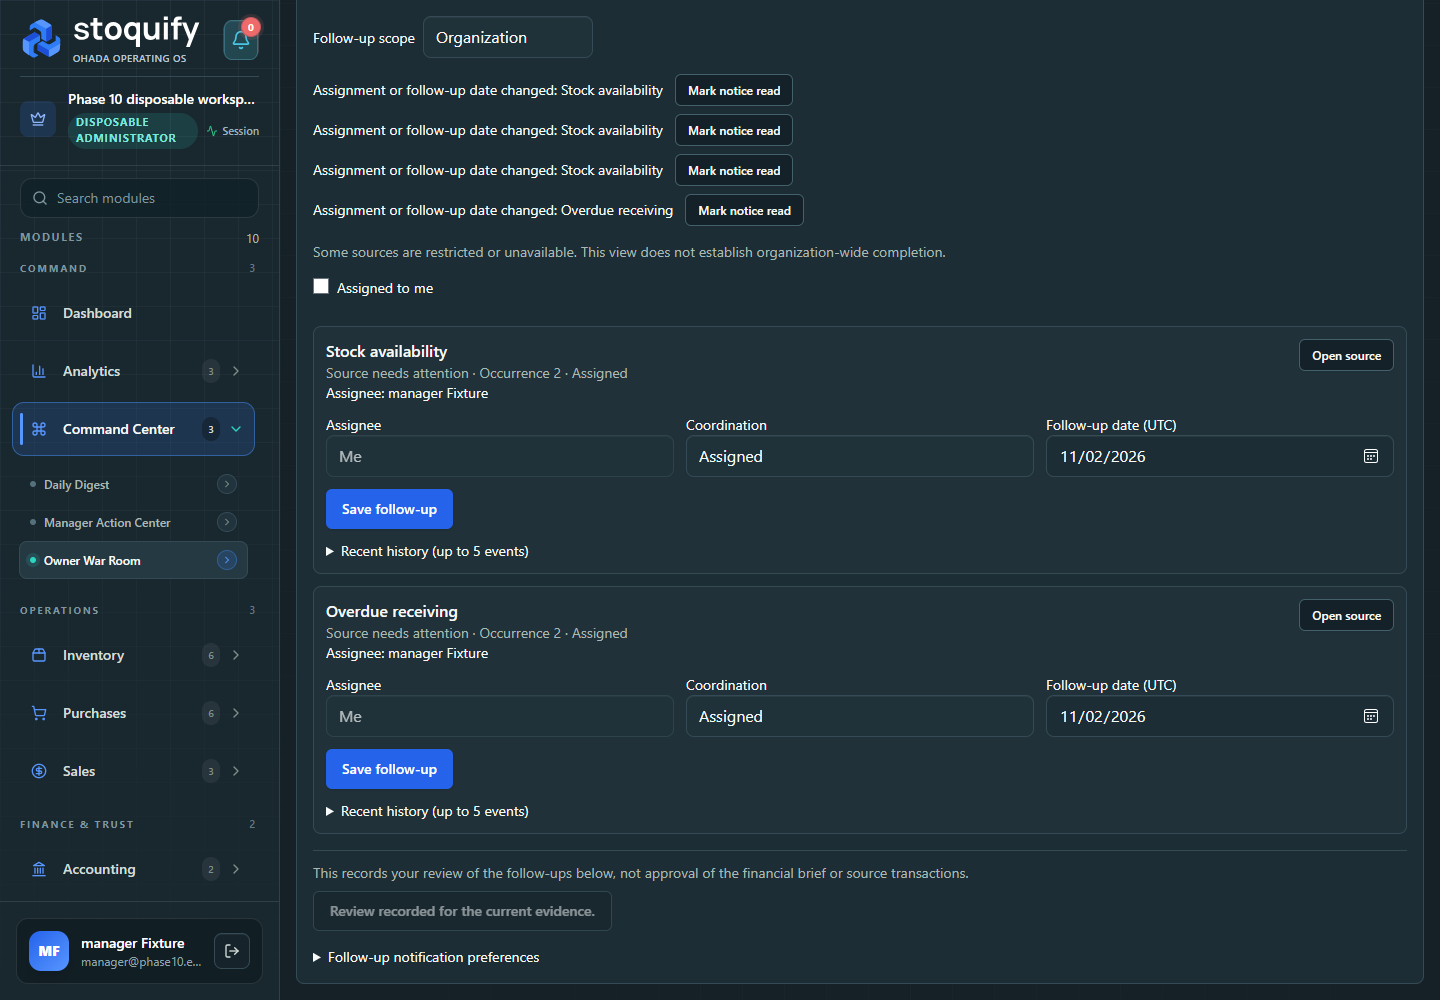 stoquify
OHADA OPERATING OS
0
Phase 10 disposable worksp...
DISPOSABLE
ADMINISTRATOR
Session
Search modules
MODULES 10
COMMAND 3
Dashboard
Analytics 3
Command Center 3
Daily Digest
Manager Action Center
Owner War Room
OPERATIONS 3
Inventory 6
Purchases 6
Sales 3
FINANCE & TRUST 2
Accounting 2
MF
manager Fixture
manager@phase10.e...
Follow-up scope Organization
Assignment or follow-up date changed: Stock availability Mark notice read
Assignment or follow-up date changed: Stock availability Mark notice read
Assignment or follow-up date changed: Stock availability Mark notice read
Assignment or follow-up date changed: Overdue receiving Mark notice read
Some sources are restricted or unavailable. This view does not establish organization-wide completion.
Assigned to me
Stock availability Open source
Source needs attention · Occurrence 2 · Assigned
Assignee: manager Fixture
Assignee Coordination Follow-up date (UTC)
Me Assigned 11/02/2026
Save follow-up
Recent history (up to 5 events)
Overdue receiving Open source
Source needs attention · Occurrence 2 · Assigned
Assignee: manager Fixture
Assignee Coordination Follow-up date (UTC)
Me Assigned 11/02/2026
Save follow-up
Recent history (up to 5 events)
This records your review of the follow-ups below, not approval of the financial brief or source transactions.
Review recorded for the current evidence.
Follow-up notification preferences